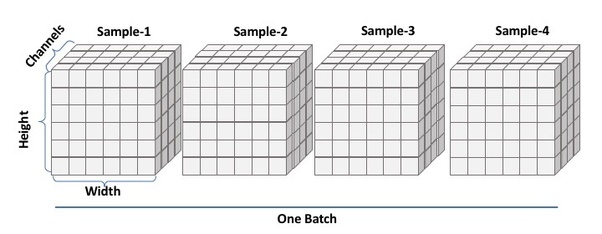 Sample-1
Sample-2
Sample-3
Sample-4
Channels
Height
Width
One Batch